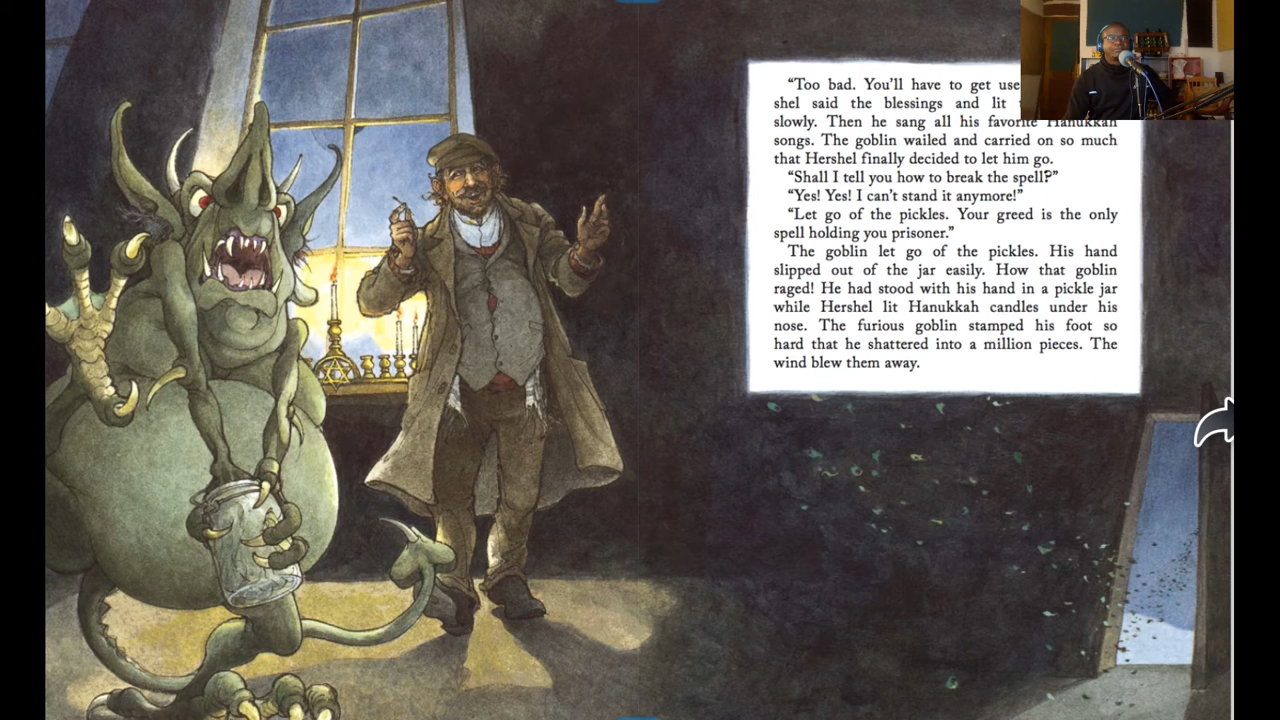 “Too bad. You’ll have to get use
shel said the blessings and lit
slowly. Then he sang all his favorite Hanukkah
songs. The goblin wailed and carried on so much
that Hershel finally decided to let him go.
“Shall I tell you how to break the spell?”
“Yes! Yes! I can’t stand it anymore!”
“Let go of the pickles. Your greed is the only
spell holding you prisoner.”
The goblin let go of the pickles. His hand
slipped out of the jar easily. How that goblin
raged! He had stood with his hand in a pickle jar
while Hershel lit Hanukkah candles under his
nose. The furious goblin stamped his foot so
hard that he shattered into a million pieces. The
wind blew them away.